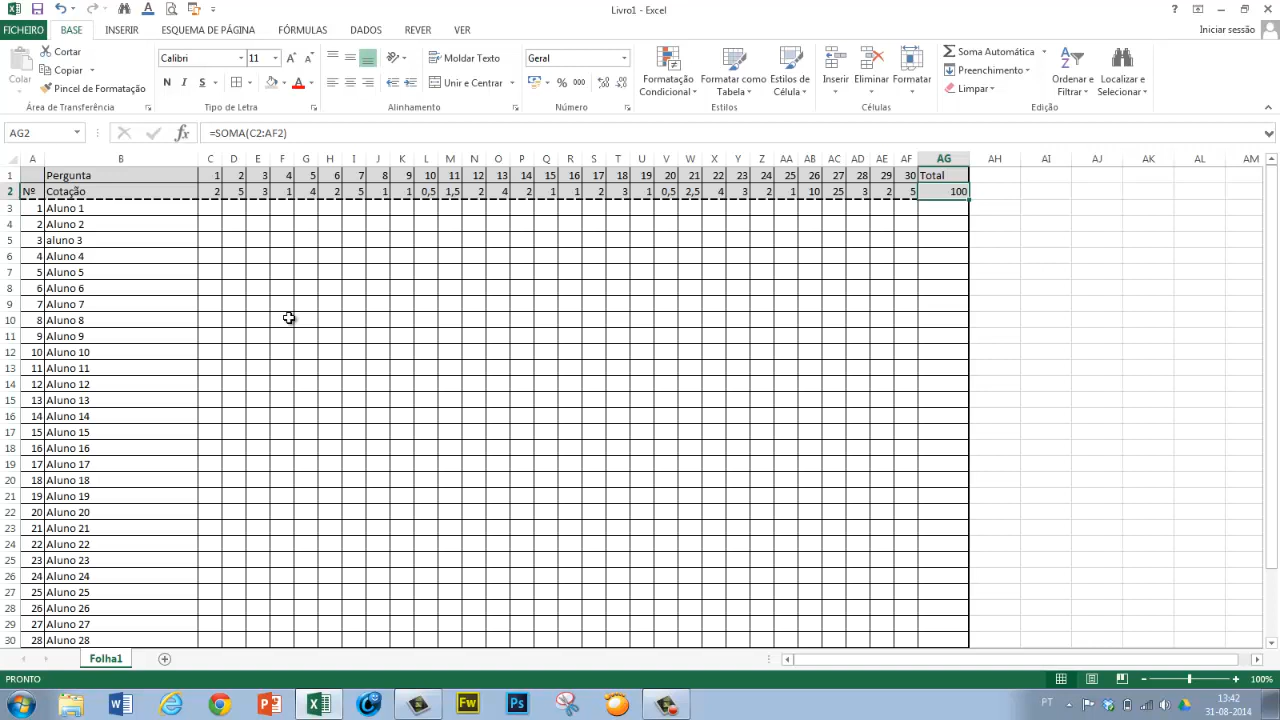 Livro1 - Excel
FICHEIRO BASE INSERIR ESQUEMA DE PÁGINA FÓRMULAS DADOS REVER VER Iniciar sessão
Colar
Cortar
Copiar
Pincel de Formatação
Área de Transferência
Calibri 11
N I S
Tipo de Letra
Moldar Texto
Unir e Centrar
Alinhamento
Geral
% 000
Número
Formatação Condicional
Formatar como Tabela
Estilos de Célula
Estilos
Inserir Eliminar Formatar
Células
Soma Automática
Preenchimento
Limpar
Ordenar e Filtrar
Localizar e Selecionar
Edição
AG2 fx =SOMA(C2:AF2)
A B C D E F G H I J K L M N O P Q R S T U V W X Y Z AA AB AC AD AE AF AG AH AI AJ AK AL AM
1 Pergunta 1 2 3 4 5 6 7 8 9 10 11 12 13 14 15 16 17 18 19 20 21 22 23 24 25 26 27 28 29 30 Total
2 Nº Cotação 2 5 3 1 4 2 5 1 1 0,5 1,5 2 4 2 1 1 2 3 1 0,5 2,5 4 3 2 1 10 25 3 2 5 100
3 1 Aluno 1
4 2 Aluno 2
5 3 aluno 3
6 4 Aluno 4
7 5 Aluno 5
8 6 Aluno 6
9 7 Aluno 7
10 8 Aluno 8
11 9 Aluno 9
12 10 Aluno 10
13 11 Aluno 11
14 12 Aluno 12
15 13 Aluno 13
16 14 Aluno 14
17 15 Aluno 15
18 16 Aluno 16
19 17 Aluno 17
20 18 Aluno 18
21 19 Aluno 19
22 20 Aluno 20
23 21 Aluno 21
24 22 Aluno 22
25 23 Aluno 23
26 24 Aluno 24
27 25 Aluno 25
28 26 Aluno 26
29 27 Aluno 27
30 28 Aluno 28
Folha1
PRONTO 100%
Fw Ps PT 13:42
31-08-2014